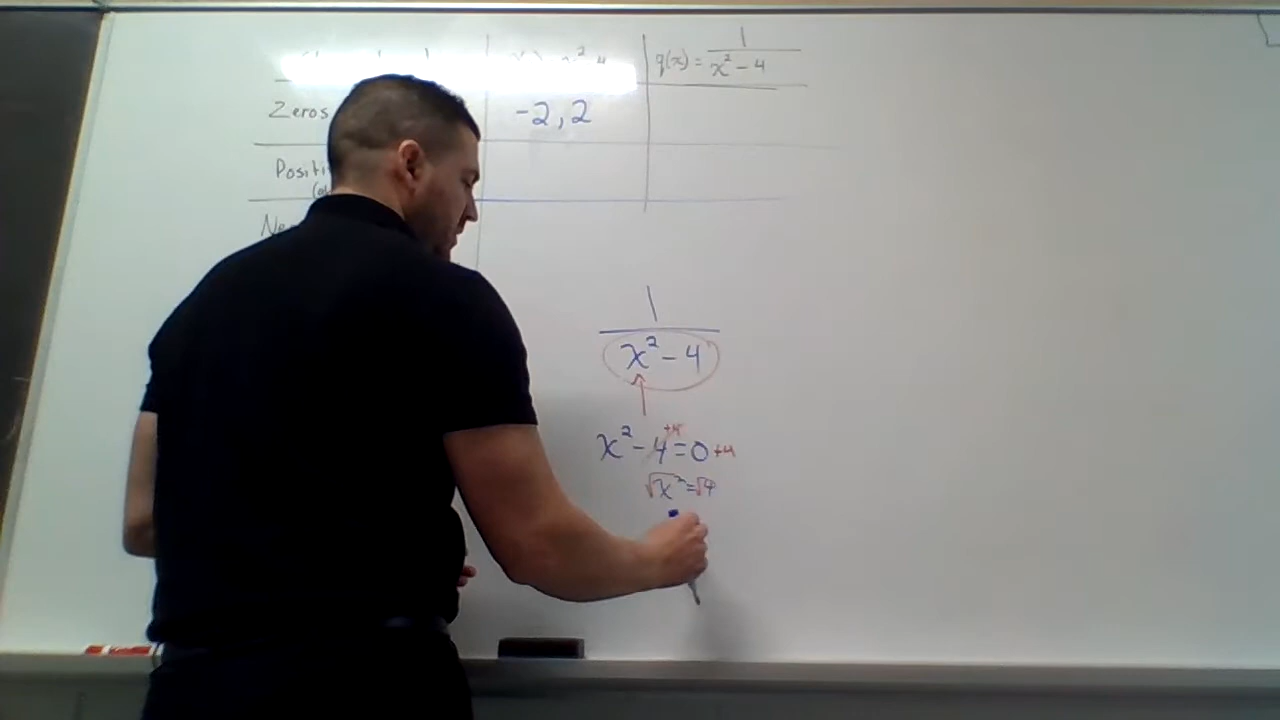 q(x) = 1/(x² - 4)
Zeros -2, 2
Positi
Ne
1/(x² - 4)
+4
x² - 4 = 0 +4
√x² = √4